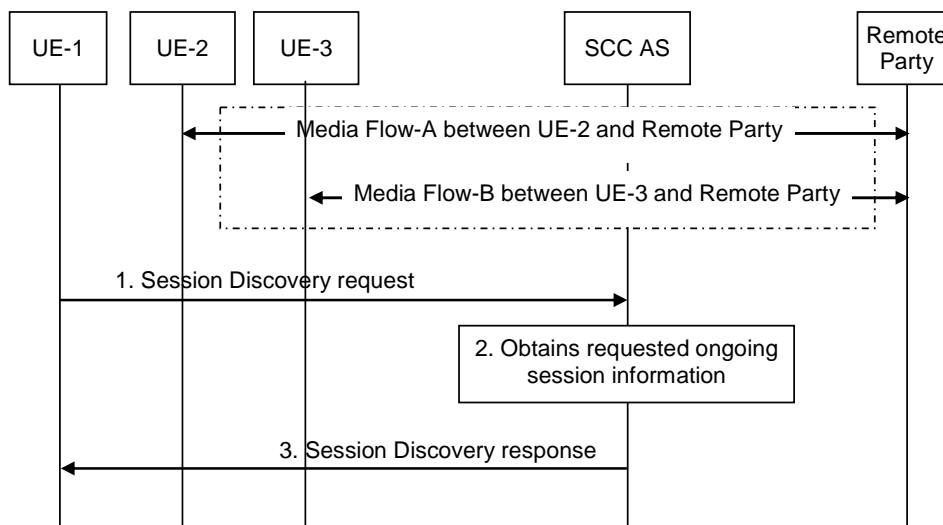 UE-1
UE-2
UE-3
SCC AS
Remote
Party
Media Flow-A between UE-2 and Remote Party
Media Flow-B between UE-3 and Remote Party
1. Session Discovery request
2. Obtains requested ongoing
session information
3. Session Discovery response